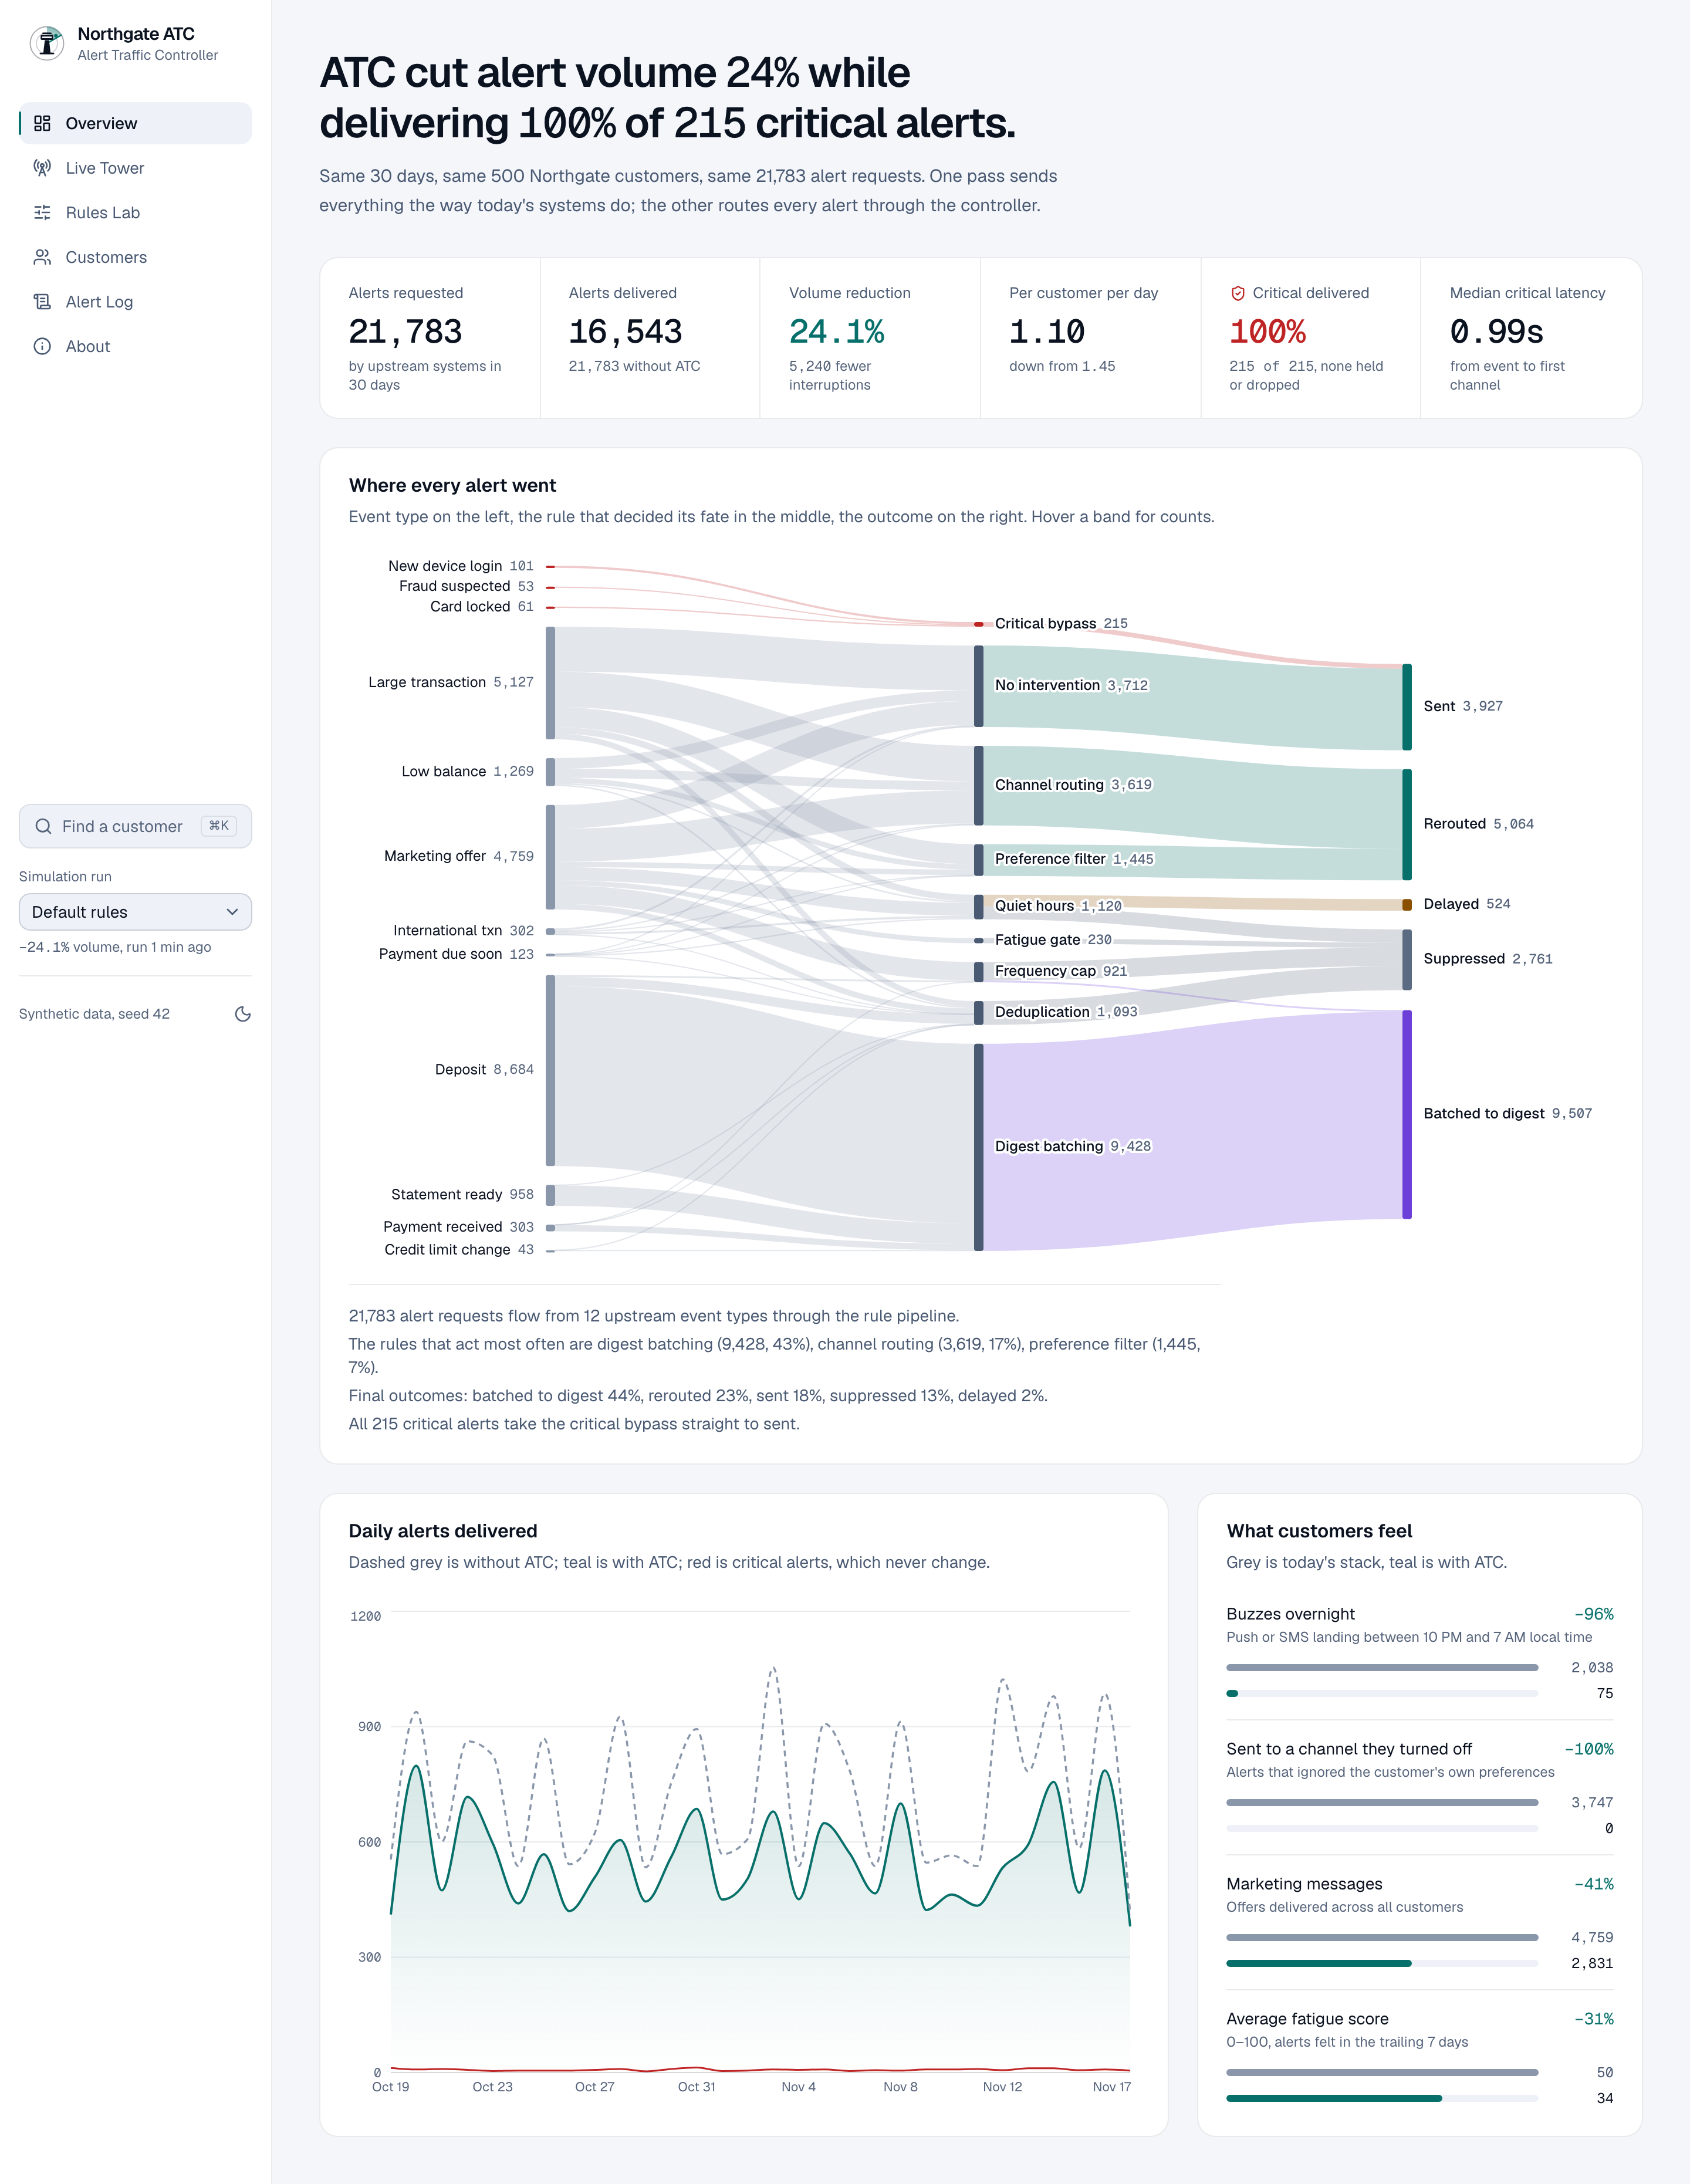 Northgate ATC
Alert Traffic Controller
Overview
Live Tower
Rules Lab
Customers
Alert Log
About
Find a customer ⌘K
Simulation run
Default rules
−24.1% volume, run 1 min ago
Synthetic data, seed 42
ATC cut alert volume 24% while
delivering 100% of 215 critical alerts.
Same 30 days, same 500 Northgate customers, same 21,783 alert requests. One pass sends
everything the way today's systems do; the other routes every alert through the controller.
Alerts requested
21,783
by upstream systems in
30 days
Alerts delivered
16,543
21,783 without ATC
Volume reduction
24.1%
5,240 fewer
interruptions
Per customer per day
1.10
down from 1.45
Critical delivered
100%
215 of 215, none held
or dropped
Median critical latency
0.99s
from event to first
channel
Where every alert went
Event type on the left, the rule that decided its fate in the middle, the outcome on the right. Hover a band for counts.
New device login 101
Fraud suspected 53
Card locked 61
Large transaction 5,127
Low balance 1,269
Marketing offer 4,759
International txn 302
Payment due soon 123
Deposit 8,684
Statement ready 958
Payment received 303
Credit limit change 43
Critical bypass 215
No intervention 3,712
Channel routing 3,619
Preference filter 1,445
Quiet hours 1,120
Fatigue gate 230
Frequency cap 921
Deduplication 1,093
Digest batching 9,428
Sent 3,927
Rerouted 5,064
Delayed 524
Suppressed 2,761
Batched to digest 9,507
21,783 alert requests flow from 12 upstream event types through the rule pipeline.
The rules that act most often are digest batching (9,428, 43%), channel routing (3,619, 17%), preference filter (1,445,
7%).
Final outcomes: batched to digest 44%, rerouted 23%, sent 18%, suppressed 13%, delayed 2%.
All 215 critical alerts take the critical bypass straight to sent.
Daily alerts delivered
Dashed grey is without ATC; teal is with ATC; red is critical alerts, which never change.
1200
900
600
300
0
Oct 19 Oct 23 Oct 27 Oct 31 Nov 4 Nov 8 Nov 12 Nov 17
What customers feel
Grey is today's stack, teal is with ATC.
Buzzes overnight −96%
Push or SMS landing between 10 PM and 7 AM local time
2,038
75
Sent to a channel they turned off −100%
Alerts that ignored the customer's own preferences
3,747
0
Marketing messages −41%
Offers delivered across all customers
4,759
2,831
Average fatigue score −31%
0–100, alerts felt in the trailing 7 days
50
34